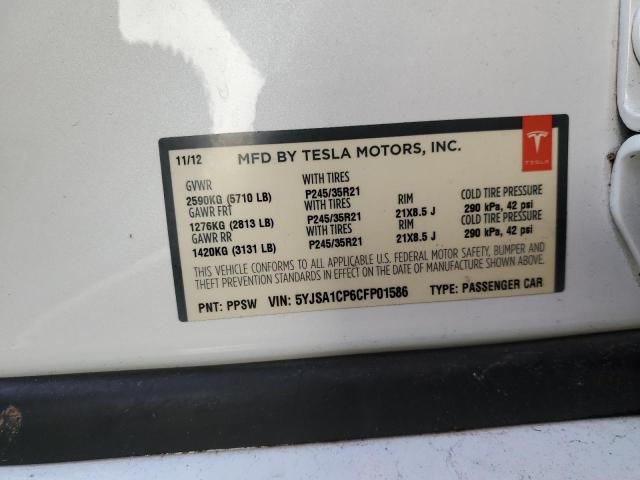 11/12 MFD BY TESLA MOTORS, INC.
TESLA
GVWR WITH TIRES
2590KG (5710 LB) P245/35R21 RIM COLD TIRE PRESSURE
GAWR FRT WITH TIRES 21X8.5 J 290 kPa, 42 psi
1276KG (2813 LB) P245/35R21 RIM COLD TIRE PRESSURE
GAWR RR WITH TIRES 21X8.5 J 290 kPa, 42 psi
1420KG (3131 LB) P245/35R21
THIS VEHICLE CONFORMS TO ALL APPLICABLE U.S. FEDERAL MOTOR SAFETY, BUMPER AND
THEFT PREVENTION STANDARDS IN EFFECT ON THE DATE OF MANUFACTURE SHOWN ABOVE.
PNT: PPSW VIN: 5YJSA1CP6CFP01586 TYPE: PASSENGER CAR